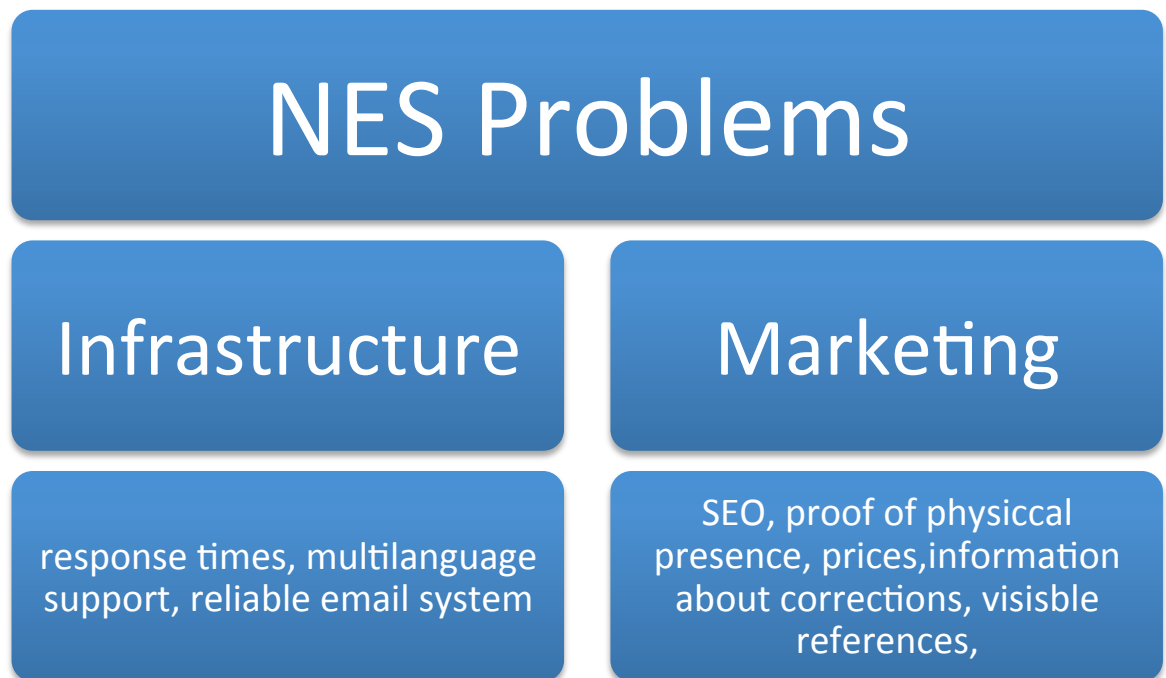 NES Problems
Infrastructure
Marketing
response times, multilanguage
support, reliable email system
SEO, proof of physiccal
presence, prices,information
about corrections, visisble
references,